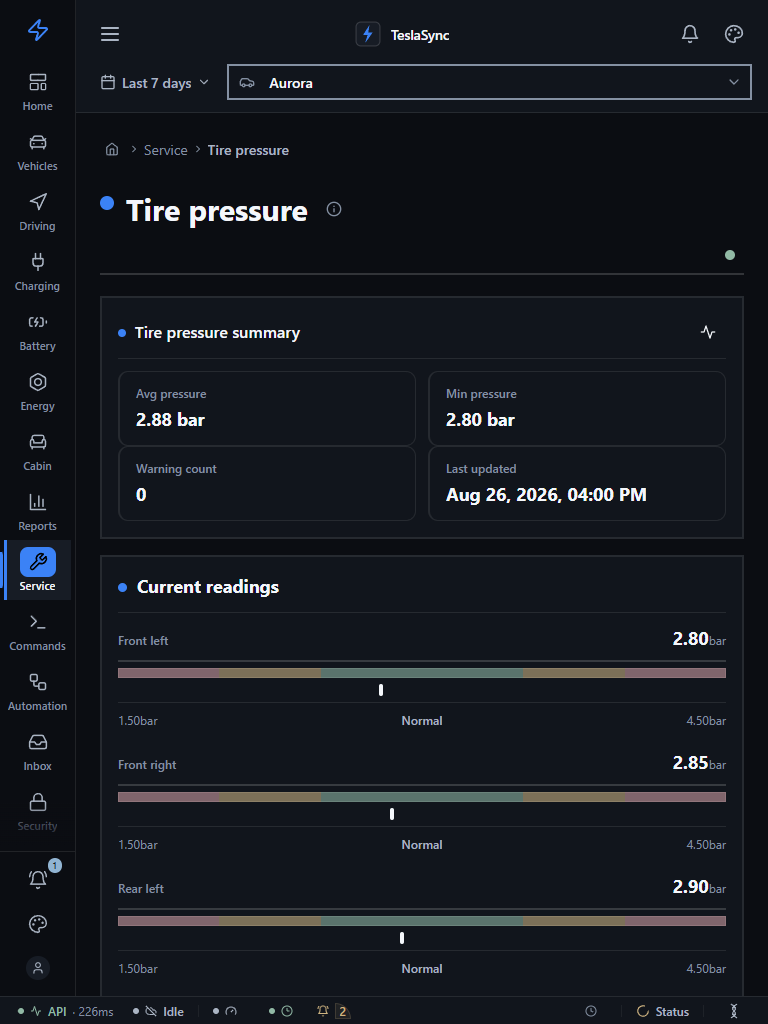 TeslaSync
Last 7 days
Aurora
Home
Vehicles
Driving
Charging
Battery
Energy
Cabin
Reports
Service
Commands
Automation
Inbox
Security
1
Service
Tire pressure
Tire pressure
Tire pressure summary
Avg pressure
2.88 bar
Min pressure
2.80 bar
Warning count
0
Last updated
Aug 26, 2026, 04:00 PM
Current readings
Front left
2.80bar
1.50bar
Normal
4.50bar
Front right
2.85bar
1.50bar
Normal
4.50bar
Rear left
2.90bar
1.50bar
Normal
4.50bar
API · 226ms
Idle
2
Status